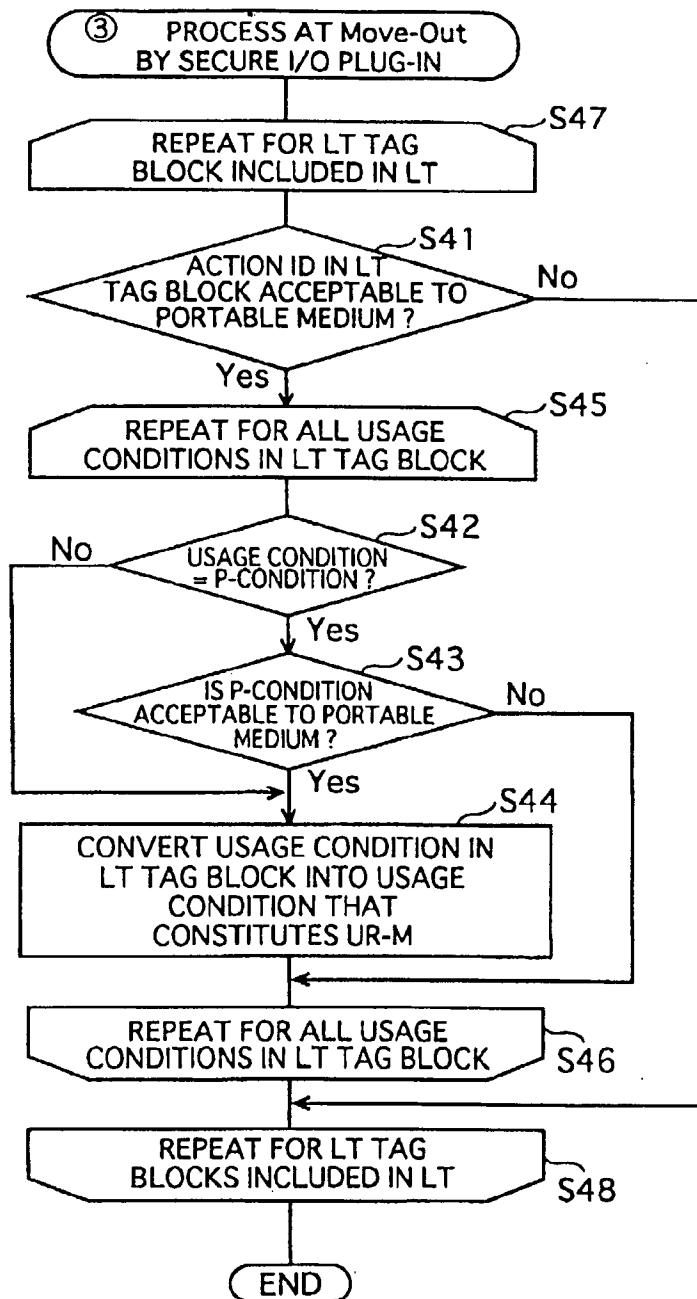 ③ PROCESS AT Move-Out
BY SECURE I/O PLUG-IN
S47
REPEAT FOR LT TAG
BLOCK INCLUDED IN LT
S41
ACTION ID IN LT
TAG BLOCK ACCEPTABLE TO
PORTABLE MEDIUM ?
No
Yes
S45
REPEAT FOR ALL USAGE
CONDITIONS IN LT TAG BLOCK
S42
No
USAGE CONDITION
= P-CONDITION ?
Yes
S43
IS P-CONDITION
ACCEPTABLE TO PORTABLE
MEDIUM ?
No
Yes
S44
CONVERT USAGE CONDITION IN
LT TAG BLOCK INTO USAGE
CONDITION THAT
CONSTITUTES UR-M
REPEAT FOR ALL USAGE
CONDITIONS IN LT TAG BLOCK
S46
REPEAT FOR LT TAG
BLOCKS INCLUDED IN LT
S48
END